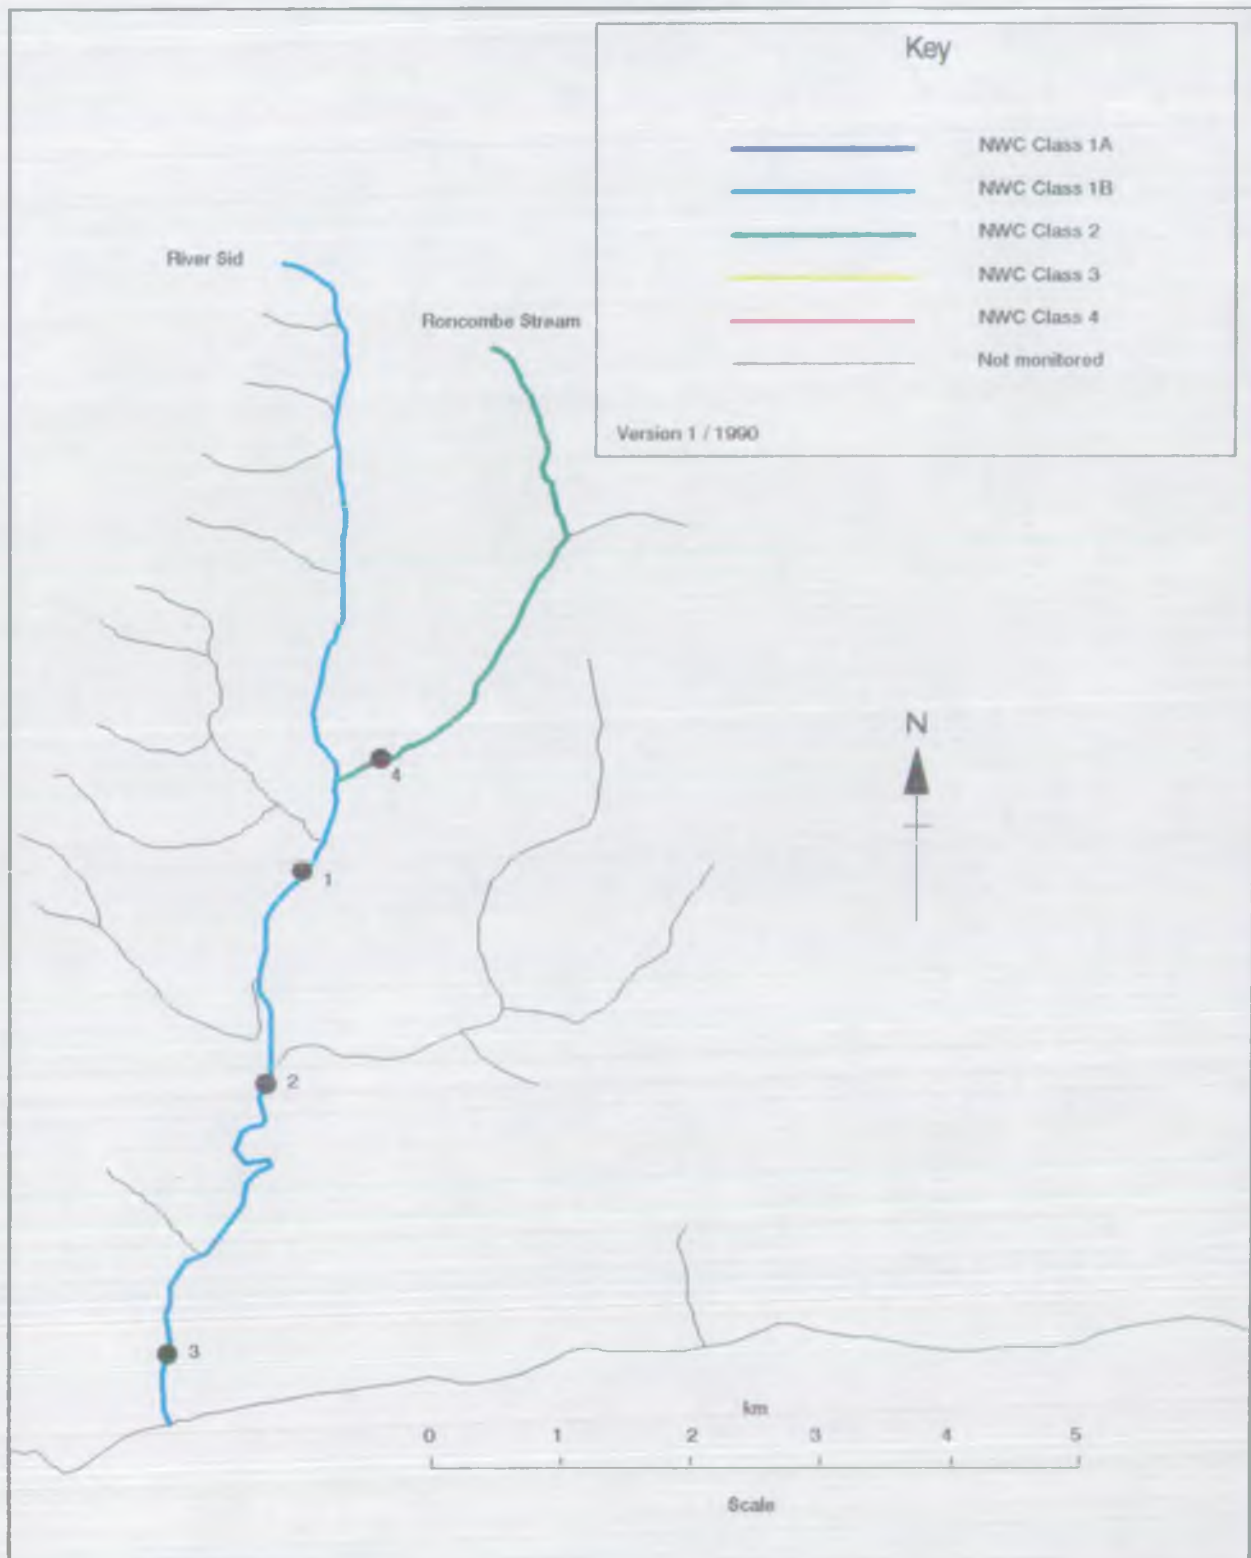 Key
NWC Class 1A
NWC Class 1B
NWC Class 2
NWC Class 3
NWC Class 4
Not monitored
Version 1 / 1990
River Sid
Roncombe Stream
N
4
1
2
3
km
0 1 2 3 4 5
Scale